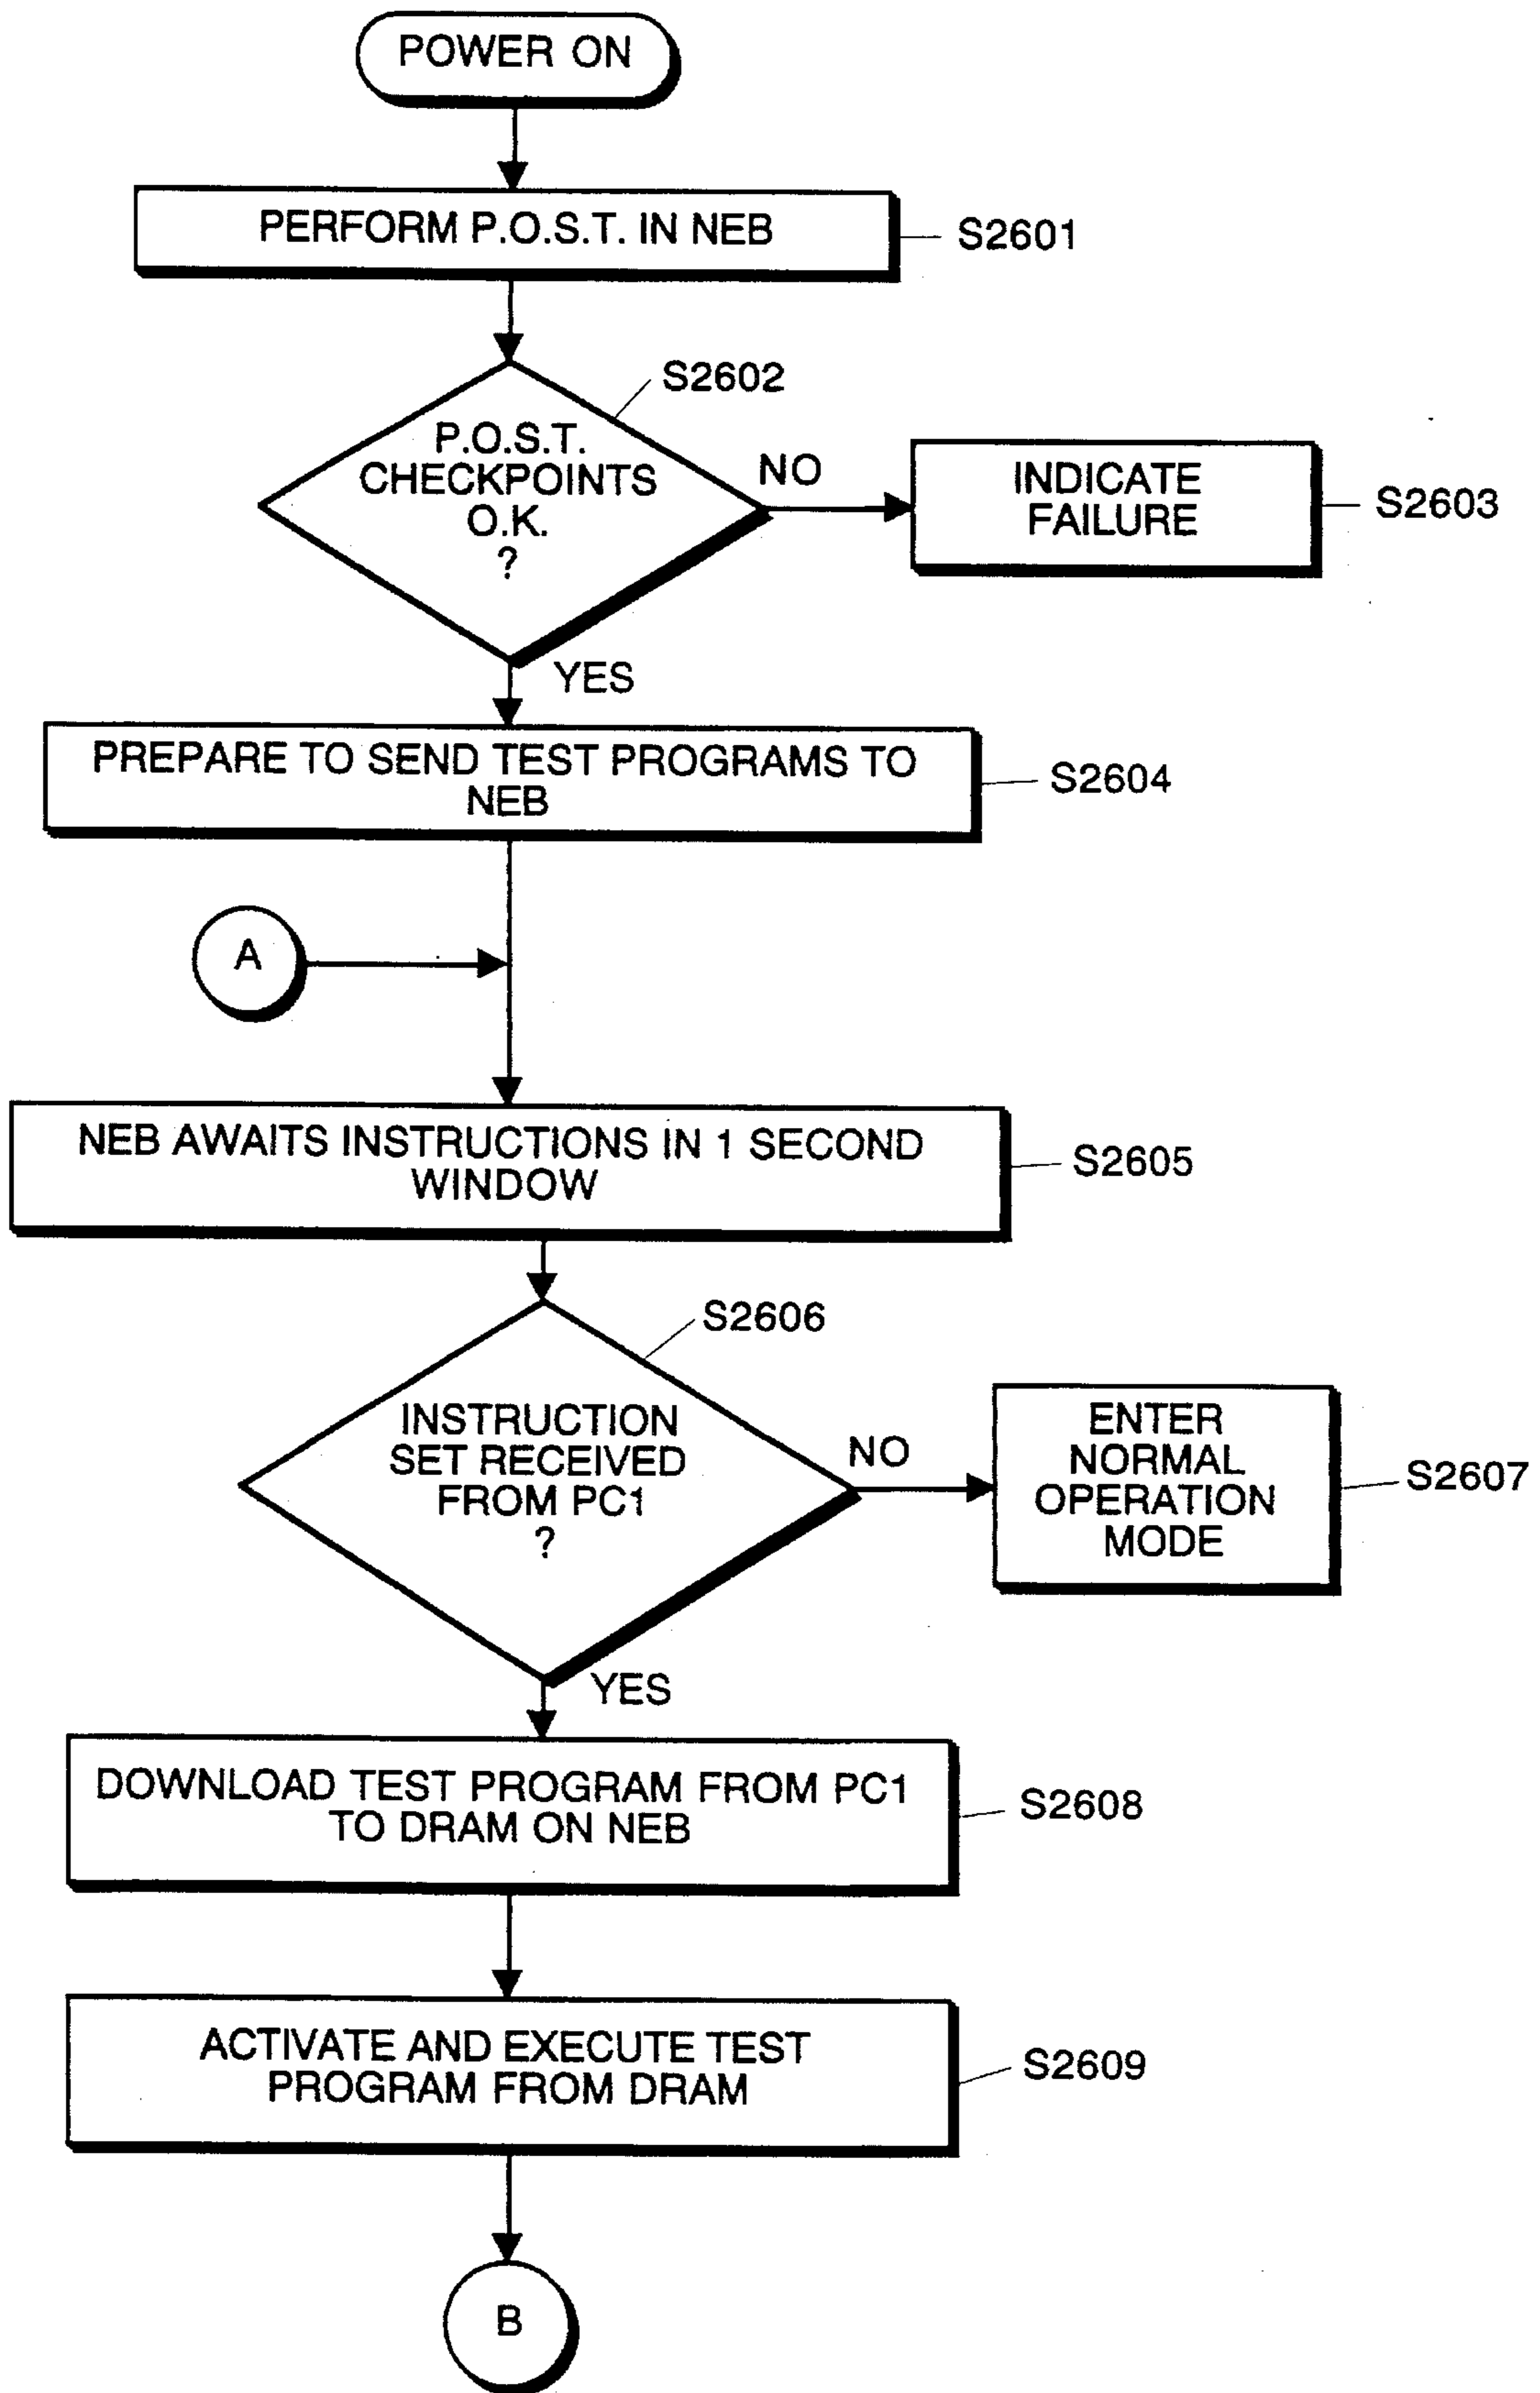 POWER ON
PERFORM P.O.S.T. IN NEB
S2601
S2602
P.O.S.T.
CHECKPOINTS
O.K.
?
NO
INDICATE
FAILURE
S2603
YES
PREPARE TO SEND TEST PROGRAMS TO
NEB
S2604
A
NEB AWAITS INSTRUCTIONS IN 1 SECOND
WINDOW
S2605
S2606
INSTRUCTION
SET RECEIVED
FROM PC1
?
NO
ENTER
NORMAL
OPERATION
MODE
S2607
YES
DOWNLOAD TEST PROGRAM FROM PC1
TO DRAM ON NEB
S2608
ACTIVATE AND EXECUTE TEST
PROGRAM FROM DRAM
S2609
B